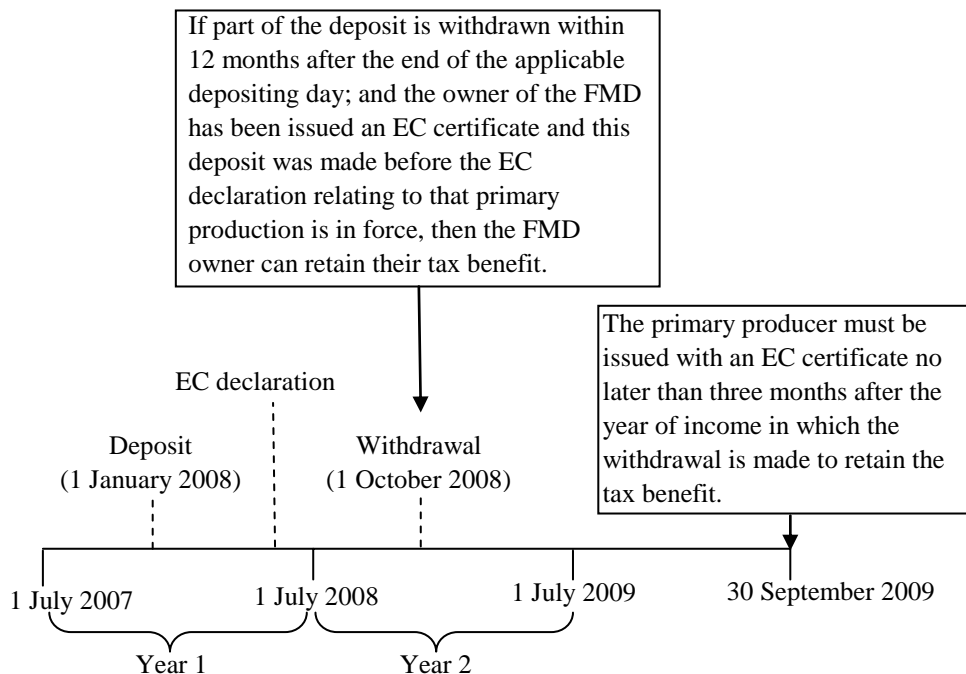 If part of the deposit is withdrawn within
12 months after the end of the applicable
depositing day; and the owner of the FMD
has been issued an EC certificate and this
deposit was made before the EC
declaration relating to that primary
production is in force, then the FMD
owner can retain their tax benefit.
The primary producer must be
issued with an EC certificate no
later than three months after the
year of income in which the
withdrawal is made to retain the
tax benefit.
EC declaration
Deposit
(1 January 2008)
Withdrawal
(1 October 2008)
1 July 2007
1 July 2008
1 July 2009
30 September 2009
Year 1
Year 2